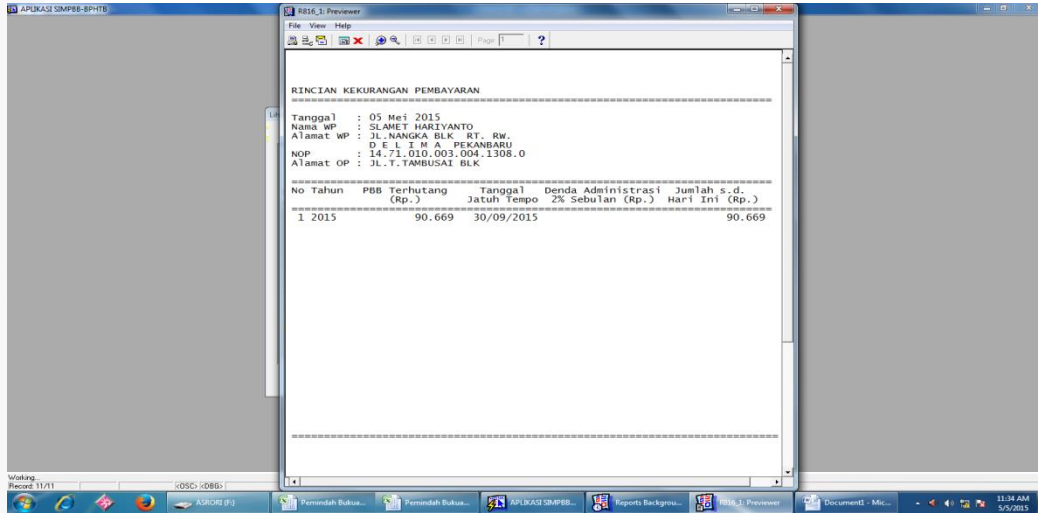 APLIKASI SIMPBB-BPHTB
R816_1: Previewer
File View Help
Page: 1
RINCIAN KEKURANGAN PEMBAYARAN
Tanggal : 05 Mei 2015
Nama WP : SLAMET HARIYANTO
Alamat WP : JL.NANGKA BLK RT. RW.
D E L I M A PEKANBARU
NOP : 14.71.010.003.004.1308.0
Alamat OP : JL.T.TAMBUSAI BLK
No Tahun PBB Terhutang Tanggal Denda Administrasi Jumlah s.d.
(Rp.) Jatuh Tempo 2% Sebulan (Rp.) Hari Ini (Rp.)
1 2015 90.669 30/09/2015 90.669
Working...
Record: 11/11 <OSC> <DBG>
ASRORI (F:) Pemindah Bukua... Pemindah Bukua... APLIKASI SIMPBB... Reports Backgrou... R816_1: Previewer Document1 - Mic... 11:34 AM
5/5/2015